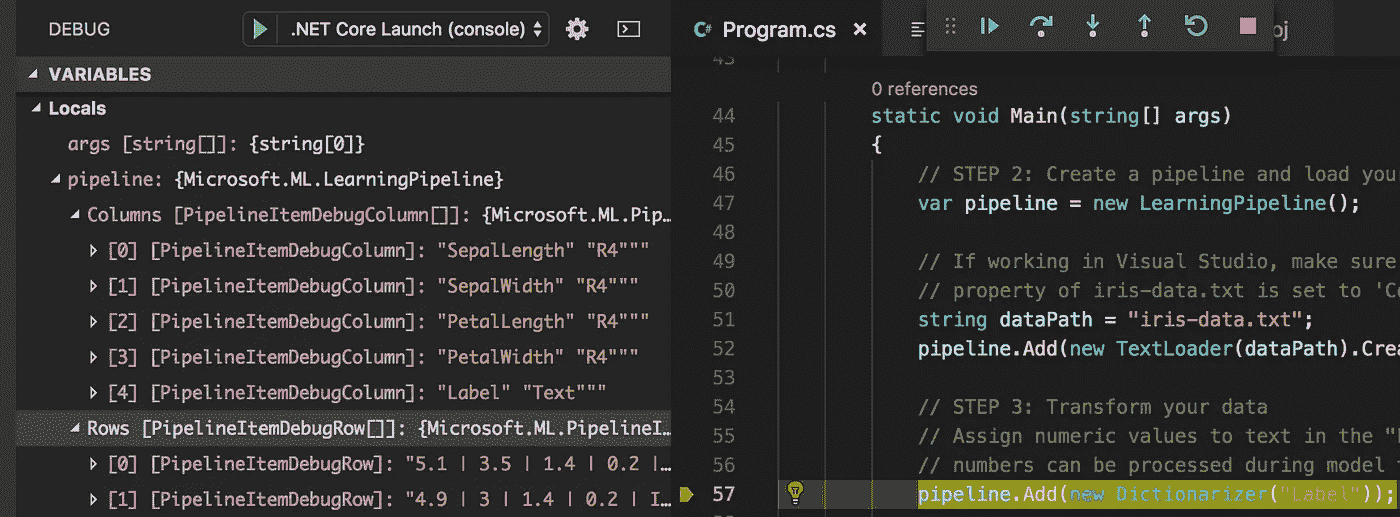 DEBUG
.NET Core Launch (console)
VARIABLES
Locals
args [string[]]: {string[0]}
pipeline: {Microsoft.ML.LearningPipeline}
Columns [PipelineItemDebugColumn[]]: {Microsoft.ML.Pip…
[0] [PipelineItemDebugColumn]: "SepalLength" "R4"""
[1] [PipelineItemDebugColumn]: "SepalWidth" "R4"""
[2] [PipelineItemDebugColumn]: "PetalLength" "R4"""
[3] [PipelineItemDebugColumn]: "PetalWidth" "R4"""
[4] [PipelineItemDebugColumn]: "Label" "Text"""
Rows [PipelineItemDebugRow[]]: {Microsoft.ML.PipelineI…
[0] [PipelineItemDebugRow]: "5.1 | 3.5 | 1.4 | 0.2 |…
[1] [PipelineItemDebugRow]: "4.9 | 3 | 1.4 | 0.2 | I…
C# Program.cs
oj
43
0 references
44 static void Main(string[] args)
45 {
46 // STEP 2: Create a pipeline and load you
47 var pipeline = new LearningPipeline();
48
49 // If working in Visual Studio, make sure
50 // property of iris-data.txt is set to 'Co
51 string dataPath = "iris-data.txt";
52 pipeline.Add(new TextLoader(dataPath).Crea
53
54 // STEP 3: Transform your data
55 // Assign numeric values to text in the "L
56 // numbers can be processed during model
57 pipeline.Add(new Dictionarizer("Label"));